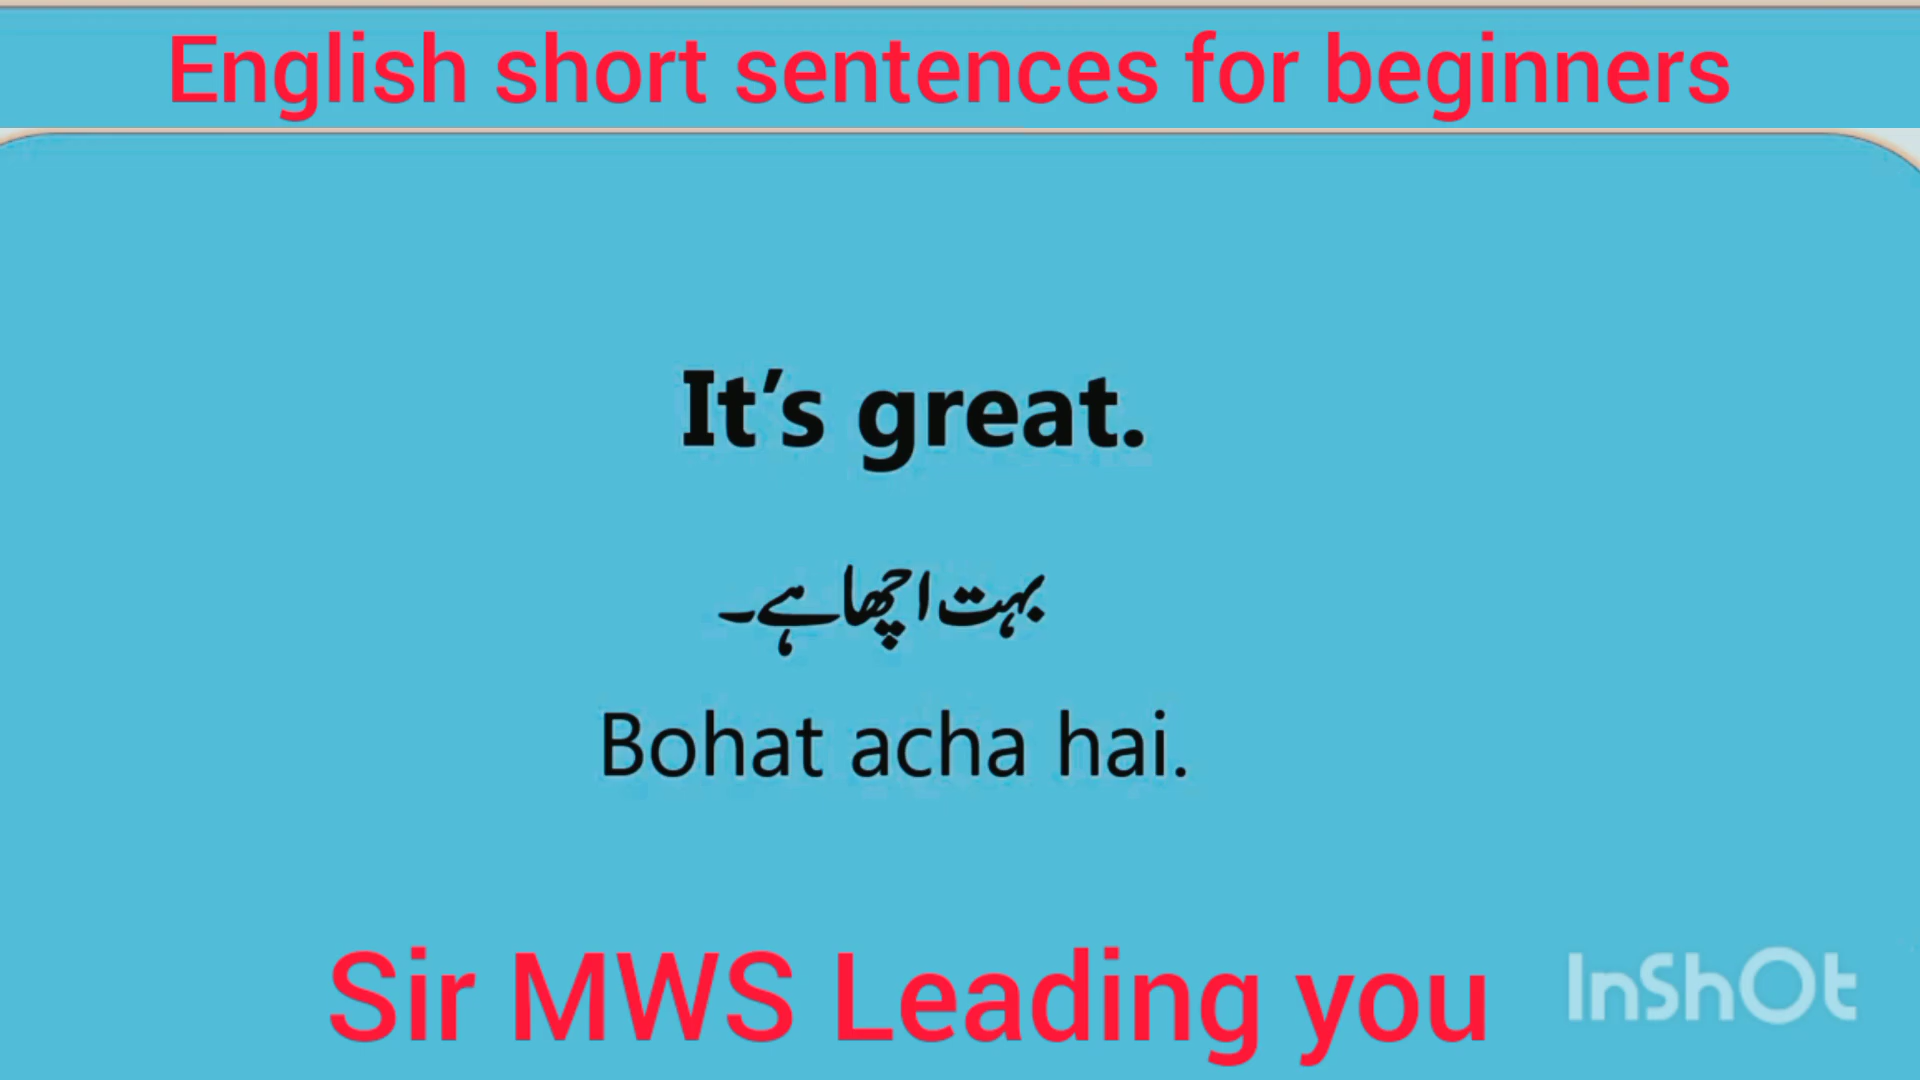 English short sentences for beginners
It’s great.
بہت اچھا ہے۔
Bohat acha hai.
Sir MWS Leading you
InShOt